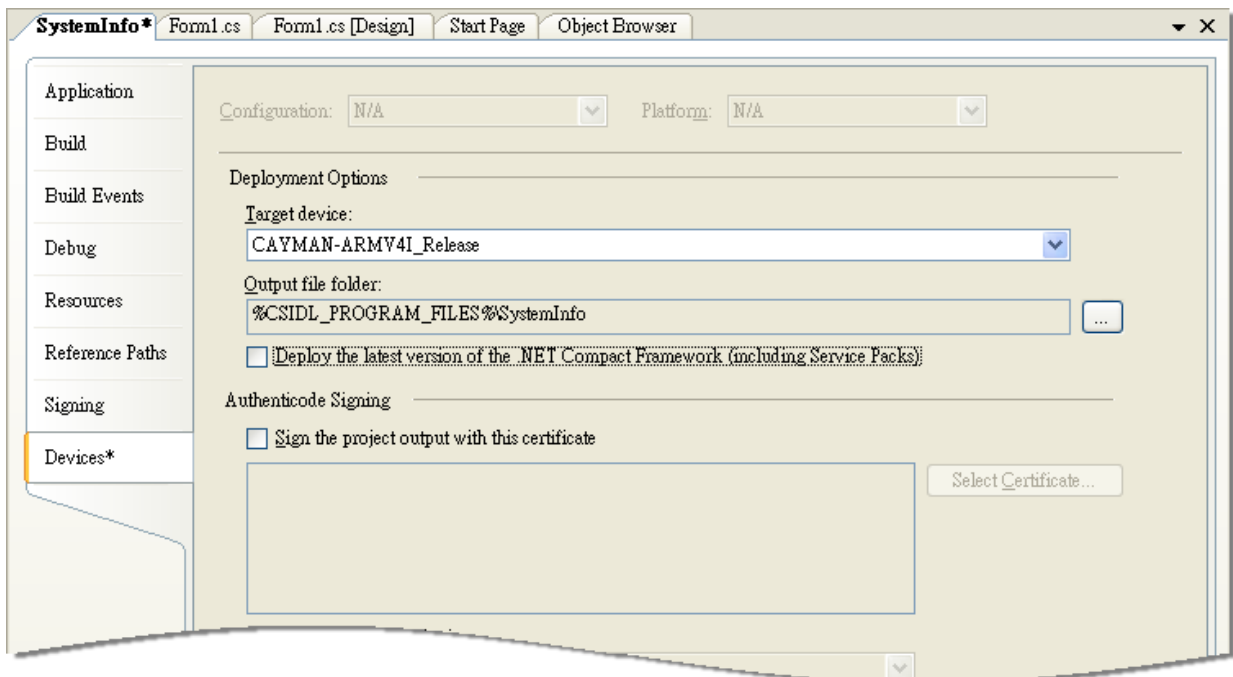 SystemInfo* Form1.cs Form1.cs [Design] Start Page Object Browser
Application
Build
Build Events
Debug
Resources
Reference Paths
Signing
Devices*
Configuration: N/A Platform: N/A
Deployment Options
Target device:
CAYMAN-ARMV4I_Release
Output file folder:
%CSIDL_PROGRAM_FILES%\SystemInfo
...
Deploy the latest version of the .NET Compact Framework (including Service Packs)
Authenticode Signing
Sign the project output with this certificate
Select Certificate...